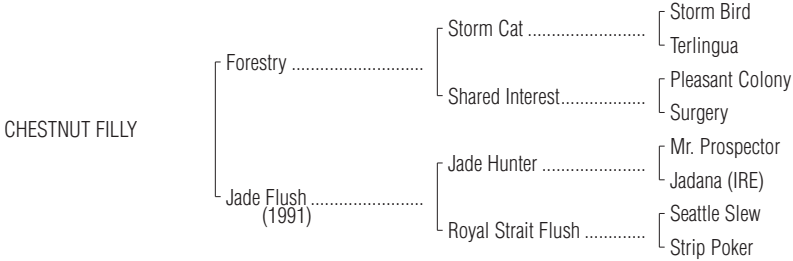 Storm Bird
Storm Cat ........................
Terlingua
Forestry ...........................
Pleasant Colony
Shared Interest..................
Surgery
CHESTNUT FILLY
Mr. Prospector
Jade Hunter .....................
Jadana (IRE)
Jade Flush .......................
(1991)
Seattle Slew
Royal Strait Flush .............
Strip Poker